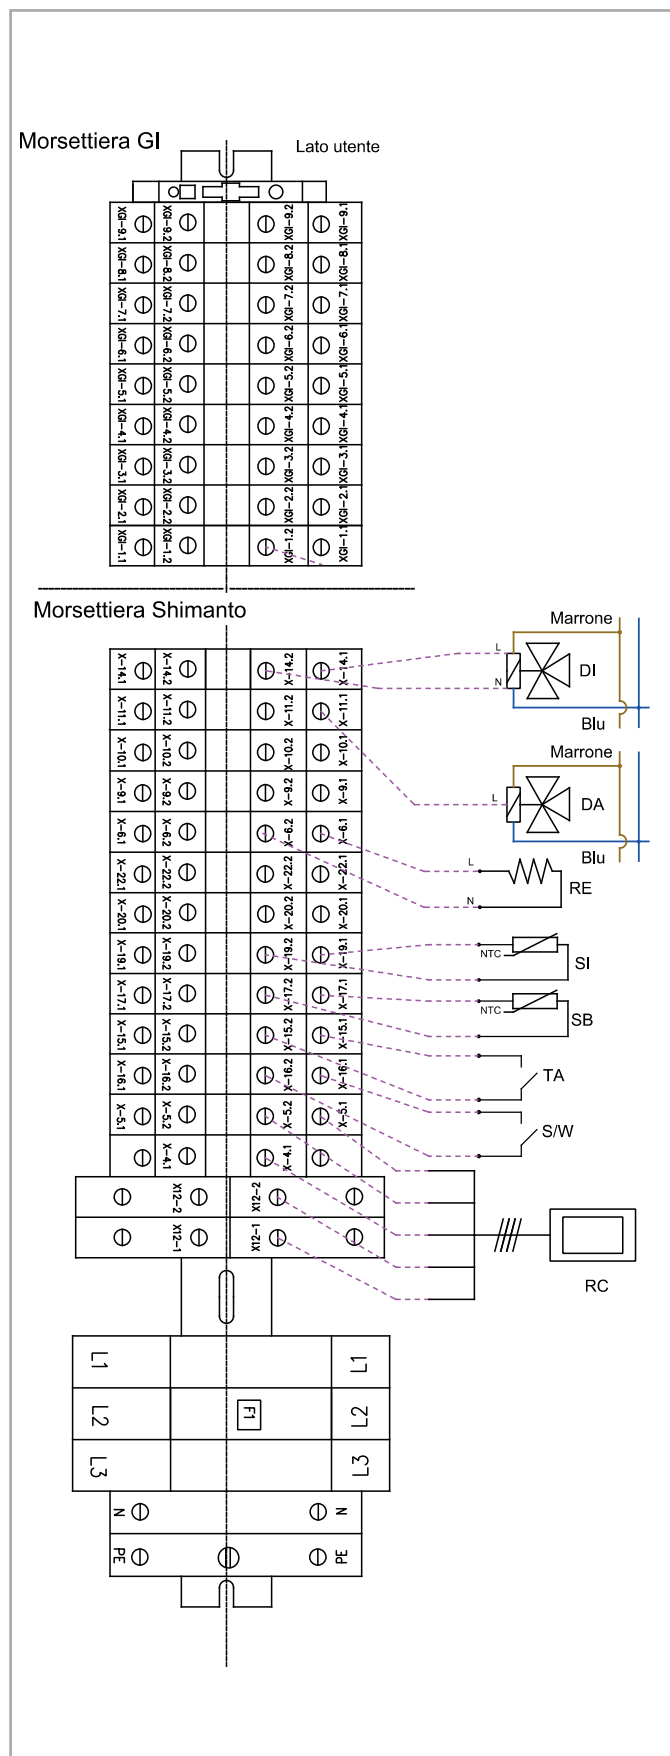 Morsettiera GI
Lato utente
XGI-9.1 XGI-9.2 XGI-9.2 XGI-9.1
XGI-8.1 XGI-8.2 XGI-8.2 XGI-8.1
XGI-7.1 XGI-7.2 XGI-7.2 XGI-7.1
XGI-6.1 XGI-6.2 XGI-6.2 XGI-6.1
XGI-5.1 XGI-5.2 XGI-5.2 XGI-5.1
XGI-4.1 XGI-4.2 XGI-4.2 XGI-4.1
XGI-3.1 XGI-3.2 XGI-3.2 XGI-3.1
XGI-2.1 XGI-2.2 XGI-2.2 XGI-2.1
XGI-1.1 XGI-1.2 XGI-1.2 XGI-1.1
Morsettiera Shimanto
X-14.1 X-14.2 X-14.2 X-14.1
X-11.1 X-11.2 X-11.2 X-11.1
X-10.1 X-10.2 X-10.2 X-10.1
X-9.1 X-9.2 X-9.2 X-9.1
X-6.1 X-6.2 X-6.2 X-6.1
X-22.1 X-22.2 X-22.2 X-22.1
X-20.1 X-20.2 X-20.2 X-20.1
X-19.1 X-19.2 X-19.2 X-19.1
X-17.1 X-17.2 X-17.2 X-17.1
X-15.1 X-15.2 X-15.2 X-15.1
X-16.1 X-16.2 X-16.2 X-16.1
X-5.1 X-5.2 X-5.2 X-5.1
X-4.1 X-4.1
X12-2 X12-2
X12-1 X12-1
Marrone
L
DI
N
Blu
Marrone
L
DA
Blu
L
RE
N
NTC
SI
NTC
SB
TA
S/W
RC
L1 L1
L2 F1 L2
L3 L3
N N
PE PE